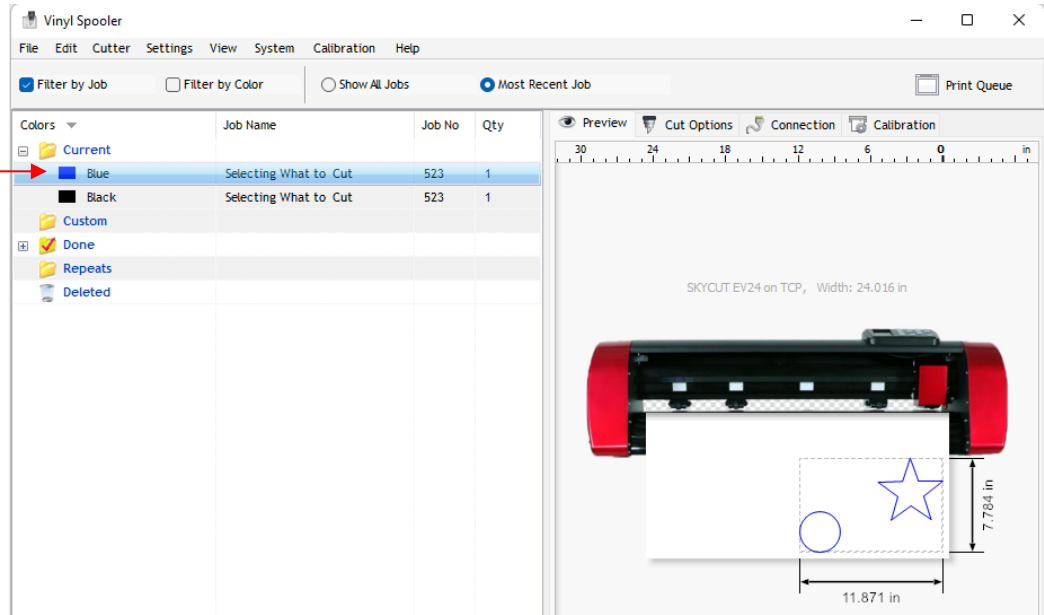 Vinyl Spooler
File Edit Cutter Settings View System Calibration Help
Filter by Job Filter by Color Show All Jobs Most Recent Job Print Queue
Colors Job Name Job No Qty
Current
Blue Selecting What to Cut 523 1
Black Selecting What to Cut 523 1
Custom
Done
Repeats
Deleted
Preview Cut Options Connection Calibration
30 24 18 12 6 0 in
SKYCUT EV24 on TCP, Width: 24.016 in
7.784 in
11.871 in